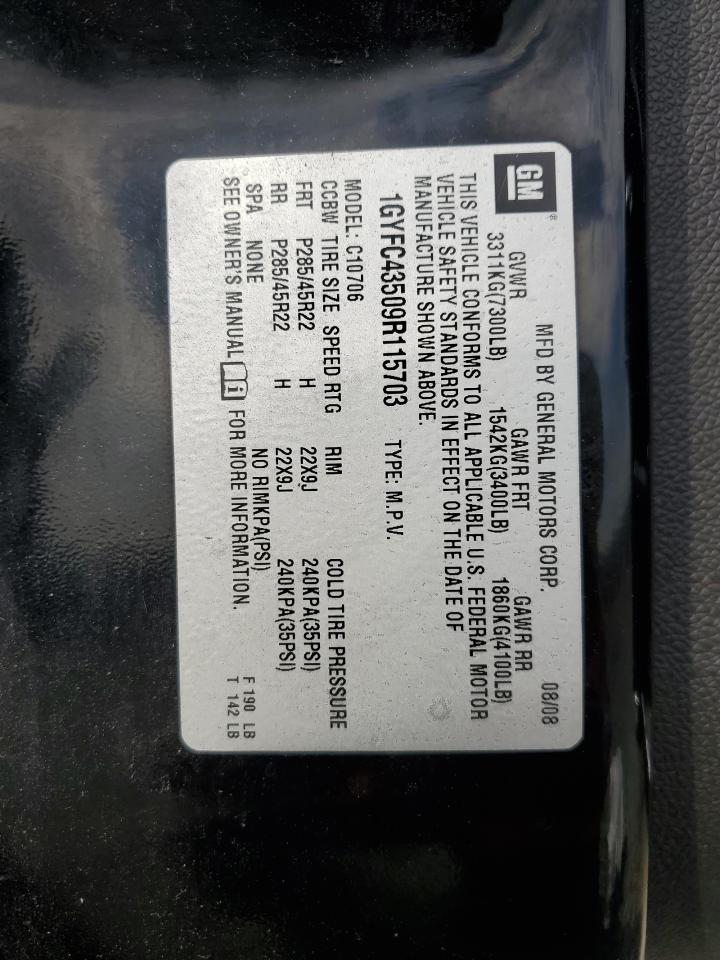 GM®
MFD BY GENERAL MOTORS CORP. 08/08
GVWR GAWR FRT GAWR RR
3311KG(7300LB) 1542KG(3400LB) 1860KG(4100LB)
THIS VEHICLE CONFORMS TO ALL APPLICABLE U.S. FEDERAL MOTOR
VEHICLE SAFETY STANDARDS IN EFFECT ON THE DATE OF
MANUFACTURE SHOWN ABOVE.
1GYFC43509R115703 TYPE: M.P.V.
MODEL: C10706
CCBW TIRE SIZE SPEED RTG RIM COLD TIRE PRESSURE
FRT P285/45R22 H 22X9J 240KPA(35PSI)
RR P285/45R22 H 22X9J 240KPA(35PSI)
SPA NONE NO RIMKPA(PSI) F 190 LB
SEE OWNER'S MANUAL i FOR MORE INFORMATION. T 142 LB